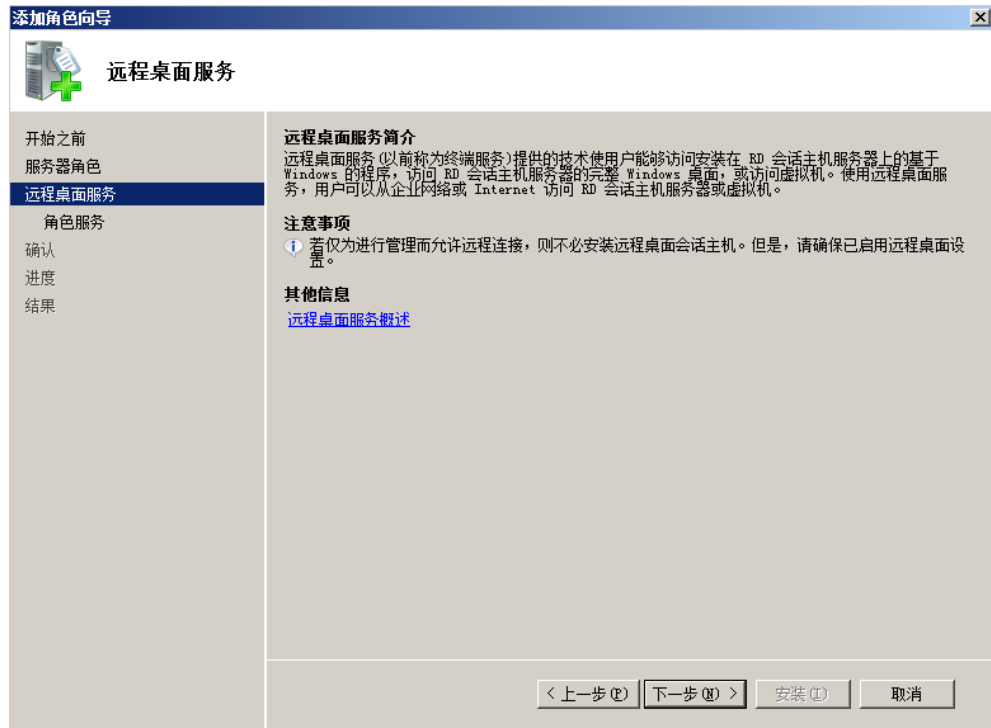 添加角色向导
远程桌面服务
开始之前
服务器角色
远程桌面服务
角色服务
确认
进度
结果
远程桌面服务简介
远程桌面服务(以前称为终端服务)提供的技术使用户能够访问安装在 RD 会话主机服务器上的基于
Windows 的程序，访问 RD 会话主机服务器的完整 Windows 桌面，或访问虚拟机。使用远程桌面服
务，用户可以从企业网络或 Internet 访问 RD 会话主机服务器或虚拟机。
注意事项
若仅为进行管理而允许远程连接，则不必安装远程桌面会话主机。但是，请确保已启用远程桌面设
置。
其他信息
远程桌面服务概述
< 上一步(P) 下一步(N) > 安装(I) 取消